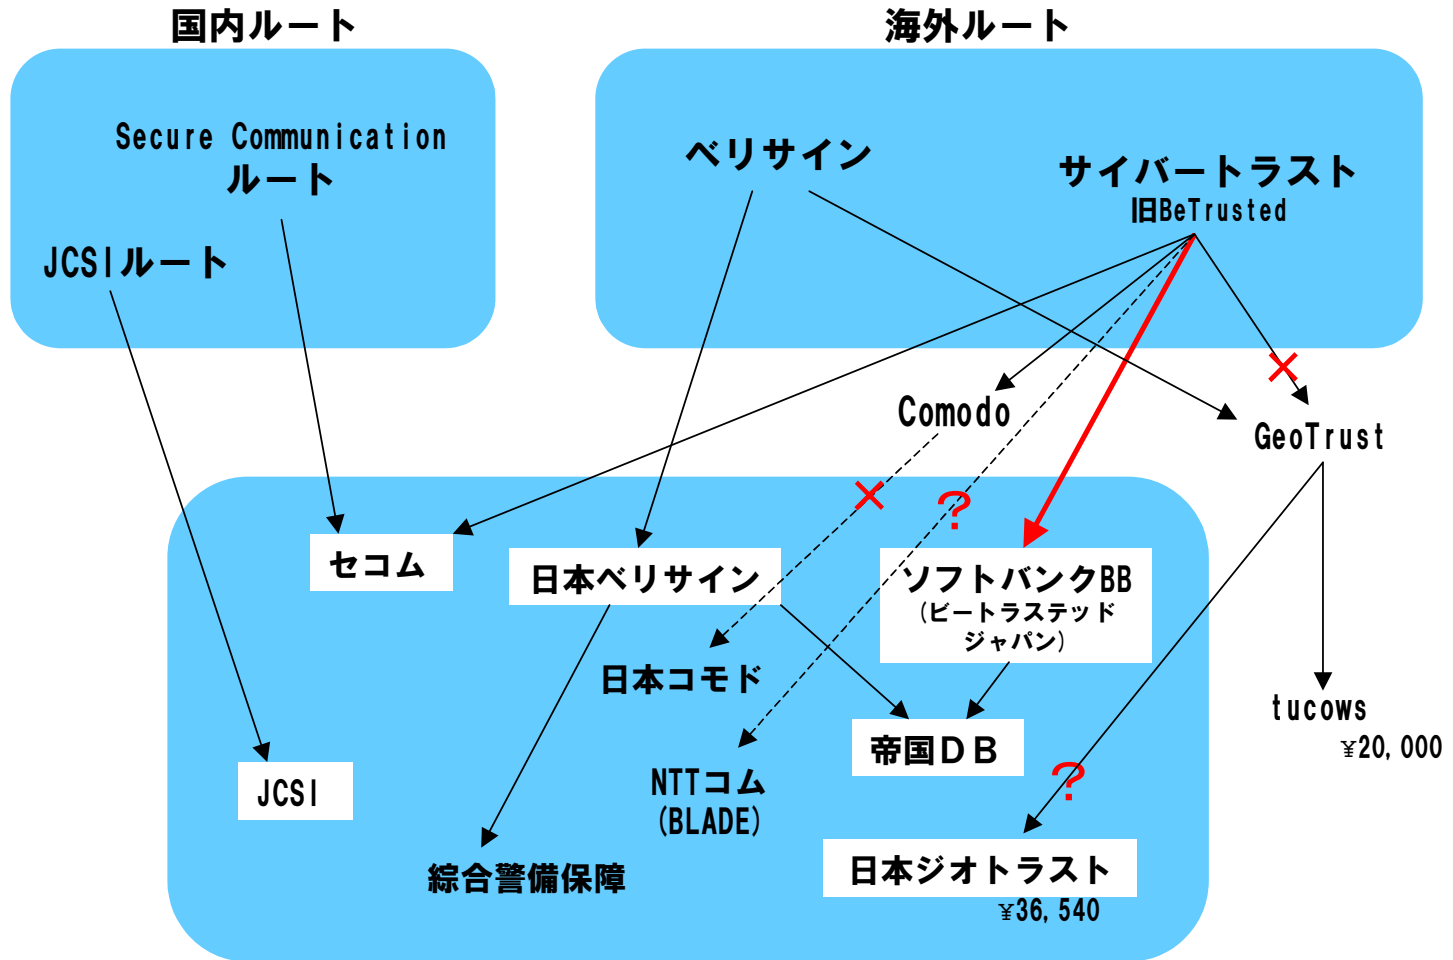 国内ルート
海外ルート
Secure Communication
ルート
JCSIルート
ベリサイン
サイバートラスト
旧BeTrusted
Comodo
GeoTrust
?
セコム
日本ベリサイン
ソフトバンクBB
(ビートラステッド
ジャパン)
日本コモド
tucows
¥20,000
帝国DB
?
NTTコム
(BLADE)
JCSI
綜合警備保障
日本ジオトラスト
¥36,540